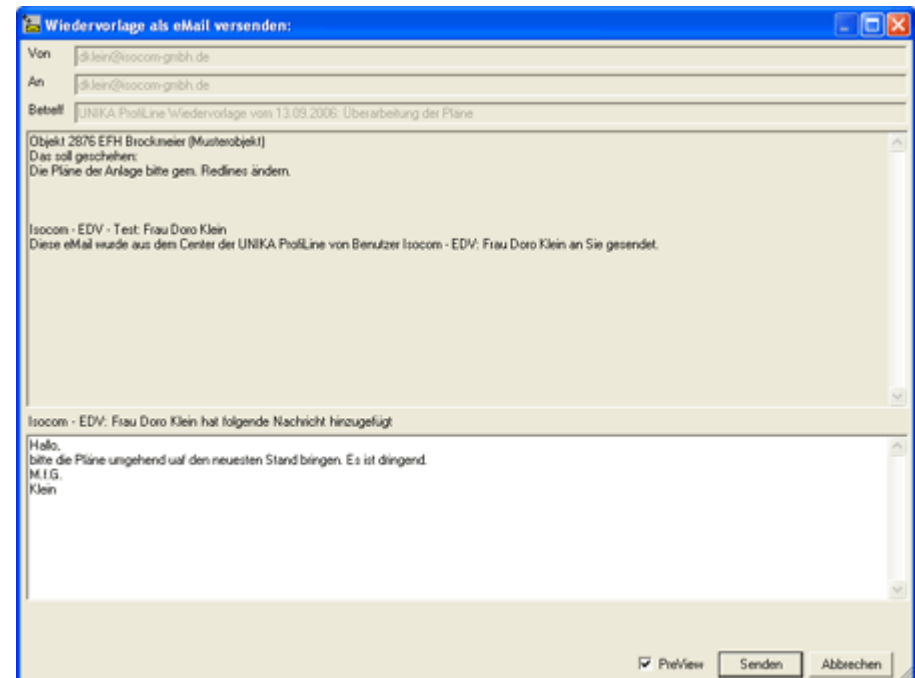 Wiedervorlage als eMail versenden:
Von dklein@isocom-gmbh.de
An dklein@isocom-gmbh.de
Betreff UNIKA ProfiLine Wiedervorlage vom 13.09.2006: Überarbeitung der Pläne
Objekt 2876 EFH Brockmeier (Musterobjekt)
Das soll geschehen:
Die Pläne der Anlage bitte gem. Redlines ändern.
Isocom - EDV - Test: Frau Doro Klein
Diese eMail wurde aus dem Center der UNIKA ProfiLine von Benutzer Isocom - EDV: Frau Doro Klein an Sie gesendet.
Isocom - EDV: Frau Doro Klein hat folgende Nachricht hinzugefügt
Hallo,
bitte die Pläne umgehend uaf den neuesten Stand bringen. Es ist dringend.
M.f.G.
Klein
PreView Senden Abbrechen